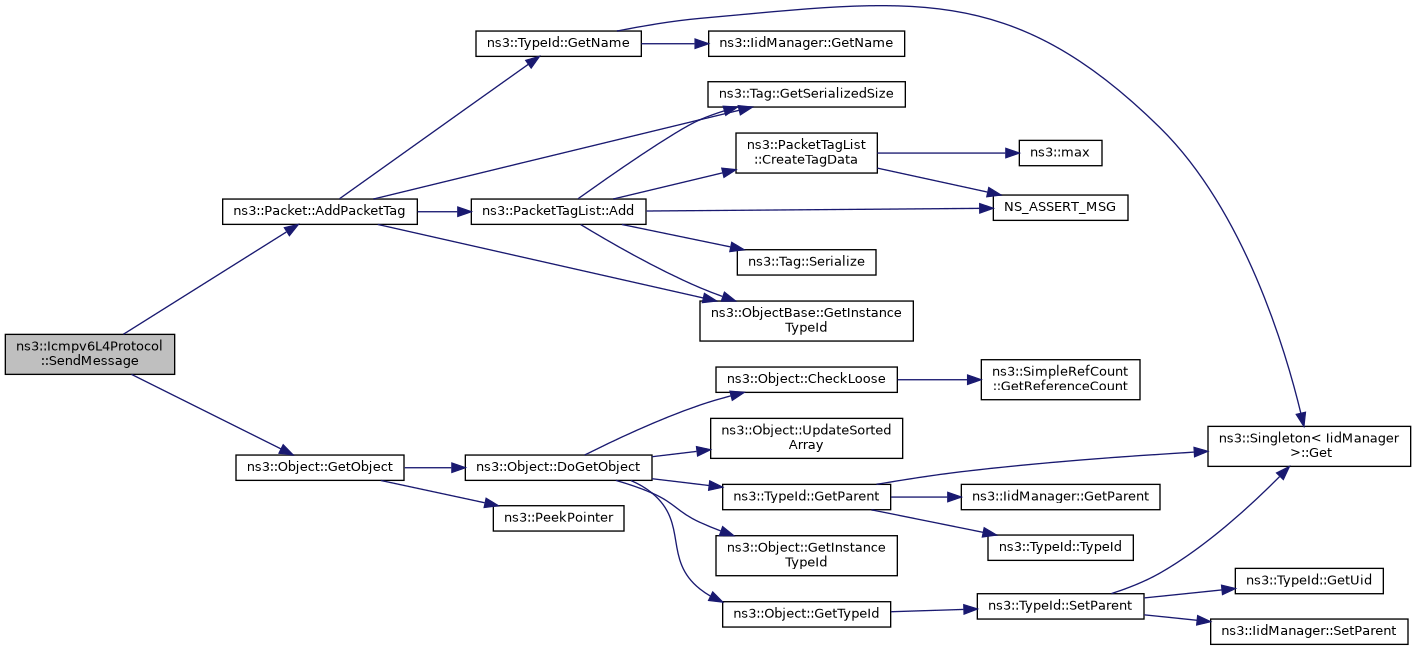 ns3::TypeId::GetName
ns3::IidManager::GetName
ns3::Tag::GetSerializedSize
ns3::PacketTagList
::CreateTagData
ns3::max
ns3::Packet::AddPacketTag
ns3::PacketTagList::Add
NS_ASSERT_MSG
ns3::Tag::Serialize
ns3::ObjectBase::GetInstance
TypeId
ns3::Icmpv6L4Protocol
::SendMessage
ns3::Object::CheckLoose
ns3::SimpleRefCount
::GetReferenceCount
ns3::Object::UpdateSorted
Array
ns3::Singleton< IidManager
>::Get
ns3::Object::GetObject
ns3::Object::DoGetObject
ns3::TypeId::GetParent
ns3::IidManager::GetParent
ns3::PeekPointer
ns3::TypeId::TypeId
ns3::Object::GetInstance
TypeId
ns3::TypeId::GetUid
ns3::Object::GetTypeId
ns3::TypeId::SetParent
ns3::IidManager::SetParent